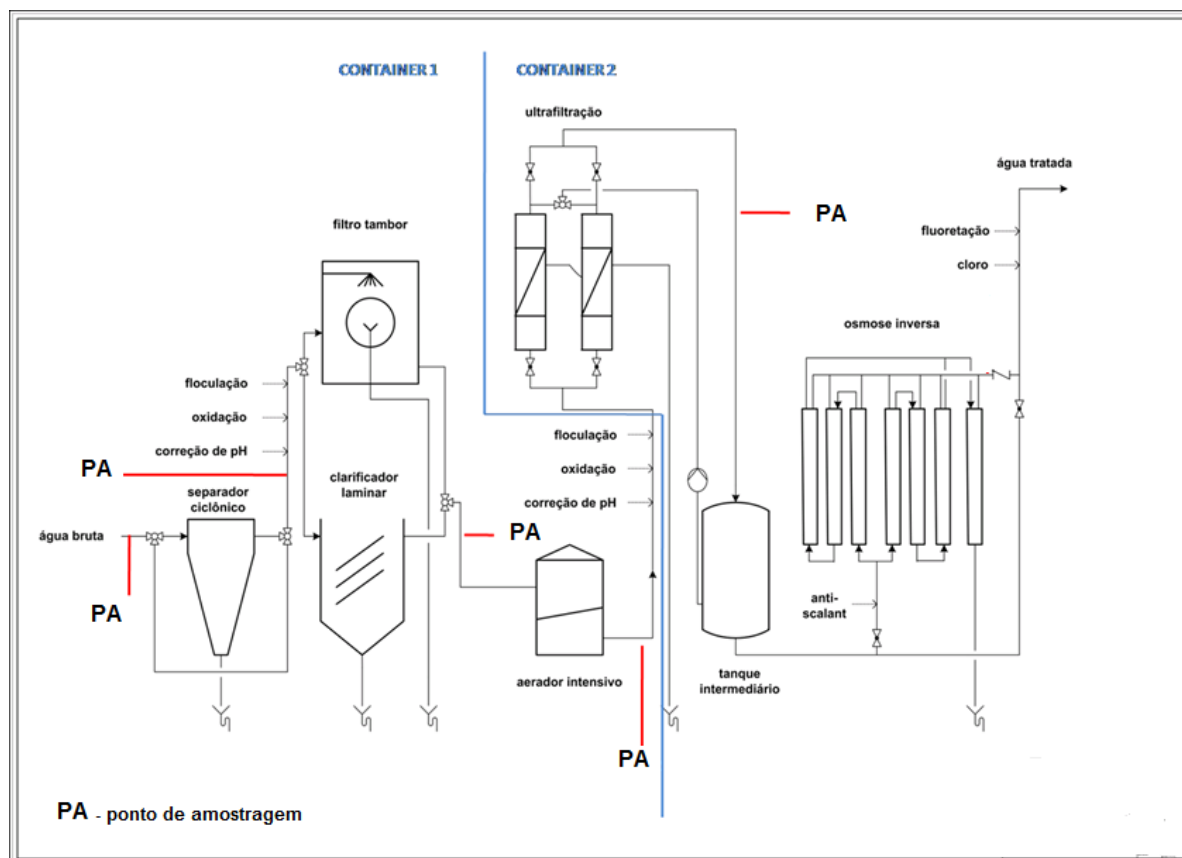 CONTAINER 1
CONTAINER 2
ultrafiltração
água tratada
PA
filtro tambor
fluoretação
cloro
osmose inversa
floculação
oxidação
correção de pH
PA
separador
ciclônico
clarificador
laminar
floculação
oxidação
correção de pH
água bruta
PA
PA
anti-
scalant
aerador intensivo
tanque
intermediário
PA
PA - ponto de amostragem